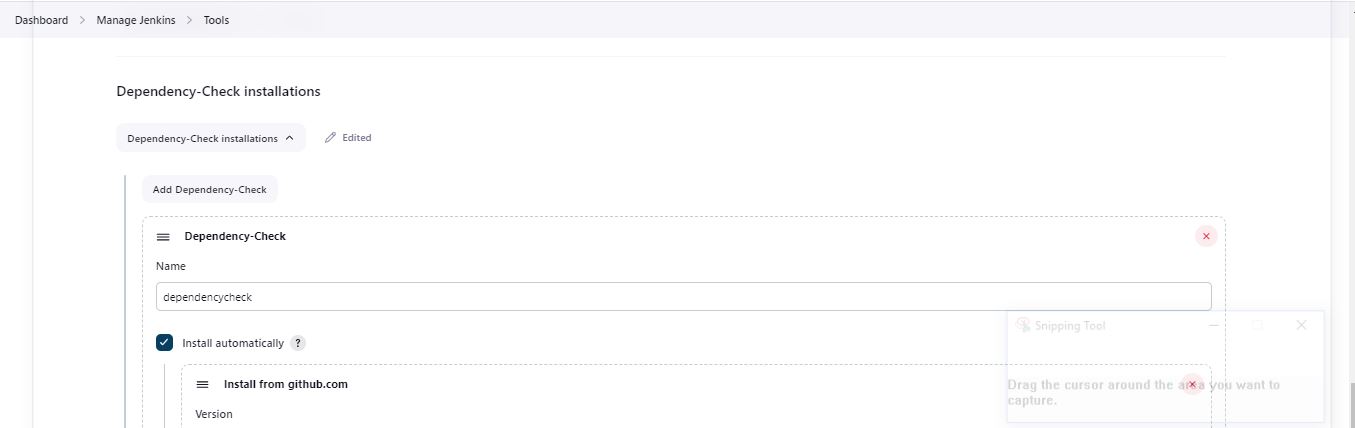 Dashboard > Manage Jenkins > Tools
Dependency-Check installations
Dependency-Check installations
Edited
Add Dependency-Check
Dependency-Check
Name
dependencycheck
Install automatically ?
Install from github.com
Version
Snipping Tool
Drag the cursor around the area you want to
capture.